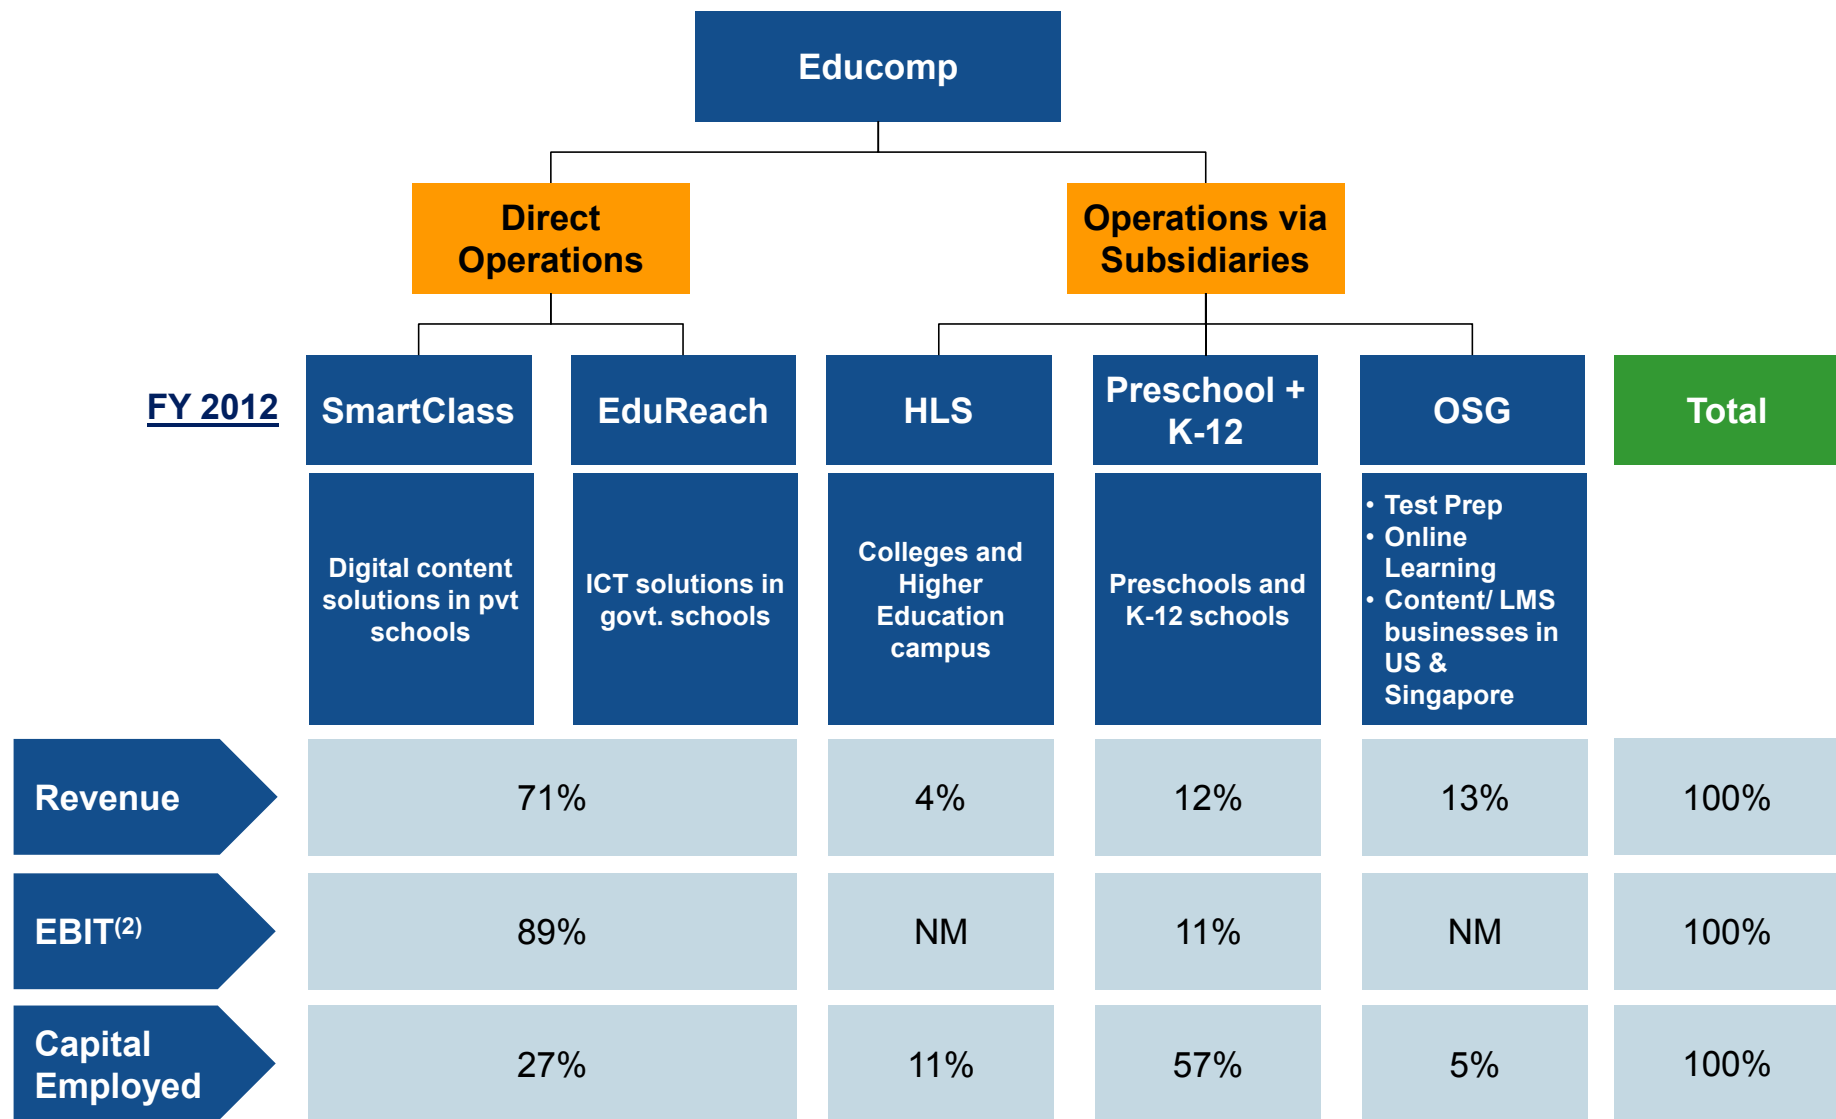 Educomp
Direct
Operations
Operations via
Subsidiaries
FY 2012
SmartClass
EduReach
HLS
Preschool +
K-12
OSG
Total
Digital content
solutions in pvt
schools
ICT solutions in
govt. schools
Colleges and
Higher
Education
campus
Preschools and
K-12 schools
• Test Prep
• Online
Learning
• Content/ LMS
businesses in
US &
Singapore
Revenue
71%
4%
12%
13%
100%
EBIT(2)
89%
NM
11%
NM
100%
Capital
Employed
27%
11%
57%
5%
100%